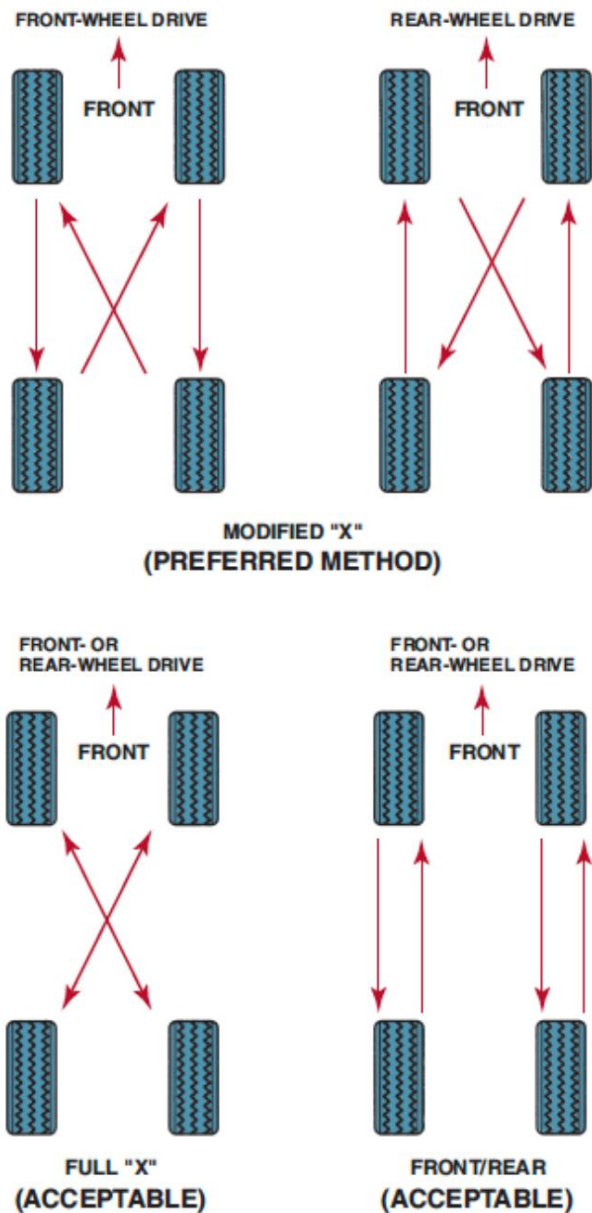 FRONT-WHEEL DRIVE
FRONT
REAR-WHEEL DRIVE
FRONT
MODIFIED "X"
(PREFERRED METHOD)
FRONT- OR
REAR-WHEEL DRIVE
FRONT
FULL "X"
(ACCEPTABLE)
FRONT- OR
REAR-WHEEL DRIVE
FRONT
FRONT/REAR
(ACCEPTABLE)